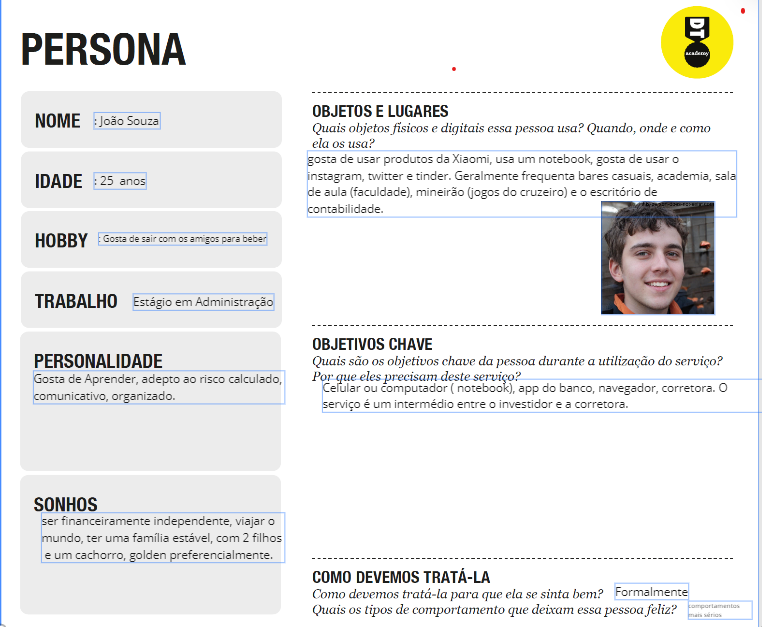 PERSONA
DT
academy
NOME : João Souza
IDADE : 25 anos
HOBBY : Gosta de sair com os amigos para beber
TRABALHO Estágio em Administração
PERSONALIDADE
Gosta de Aprender, adepto ao risco calculado,
comunicativo, organizado.
SONHOS
ser financeiramente independente, viajar o
mundo, ter uma família estável, com 2 filhos
e um cachorro, golden preferencialmente.
OBJETOS E LUGARES
Quais objetos físicos e digitais essa pessoa usa? Quando, onde e como
ela os usa?
gosta de usar produtos da Xiaomi, usa um notebook, gosta de usar o
instagram, twitter e tinder. Geralmente frequenta bares casuais, academia, sala
de aula (faculdade), mineirão (jogos do cruzeiro) e o escritório de
contabilidade.
OBJETIVOS CHAVE
Quais são os objetivos chave da pessoa durante a utilização do serviço?
Por que eles precisam deste serviço?
Celular ou computador ( notebook), app do banco, navegador, corretora. O
serviço é um intermédio entre o investidor e a corretora.
COMO DEVEMOS TRATÁ-LA
Como devemos tratá-la para que ela se sinta bem? Formalmente
Quais os tipos de comportamento que deixam essa pessoa feliz? comportamentos
mais sérios